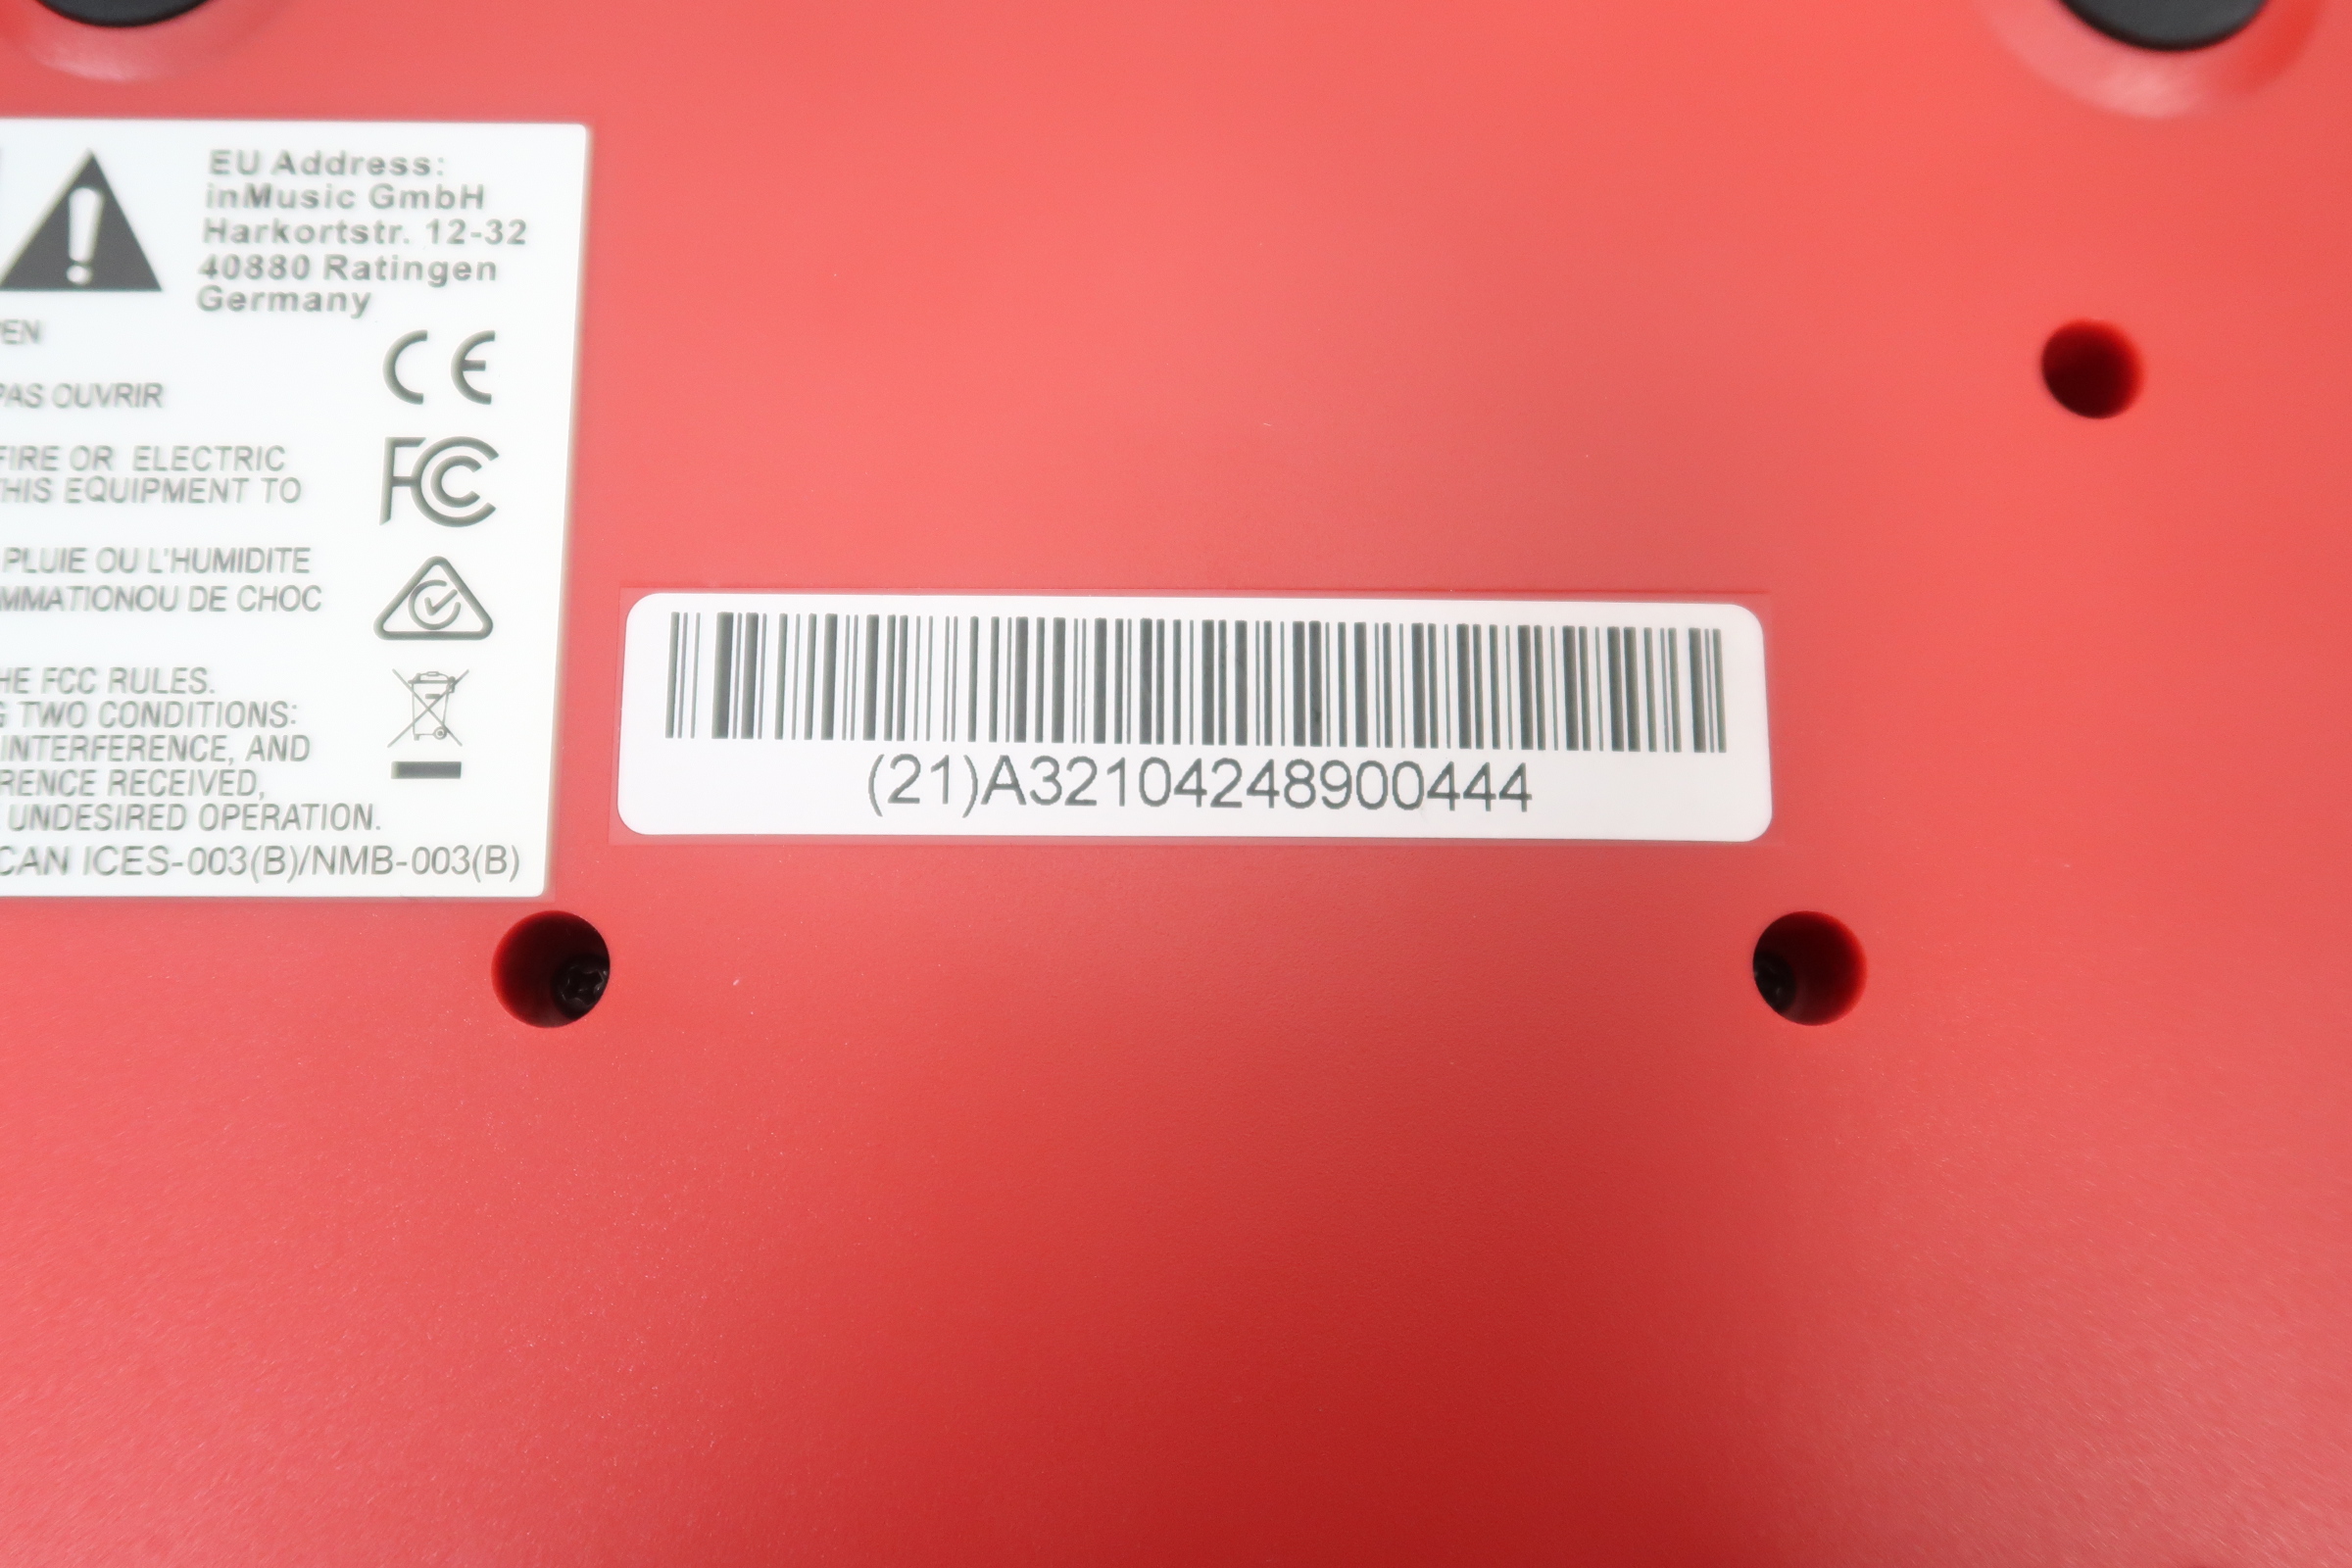 EU Address:
inMusic GmbH
Harkortstr. 12-32
40880 Ratingen
Germany
PEN
PAS OUVRIR
FIRE OR ELECTRIC
THIS EQUIPMENT TO
PLUIE OU L'HUMIDITE
MMATIONOU DE CHOC
HE FCC RULES.
G TWO CONDITIONS:
INTERFERENCE, AND
RENCE RECEIVED,
UNDESIRED OPERATION.
CAN ICES-003(B)/NMB-003(B)
CE
FC
(21)A32104248900444